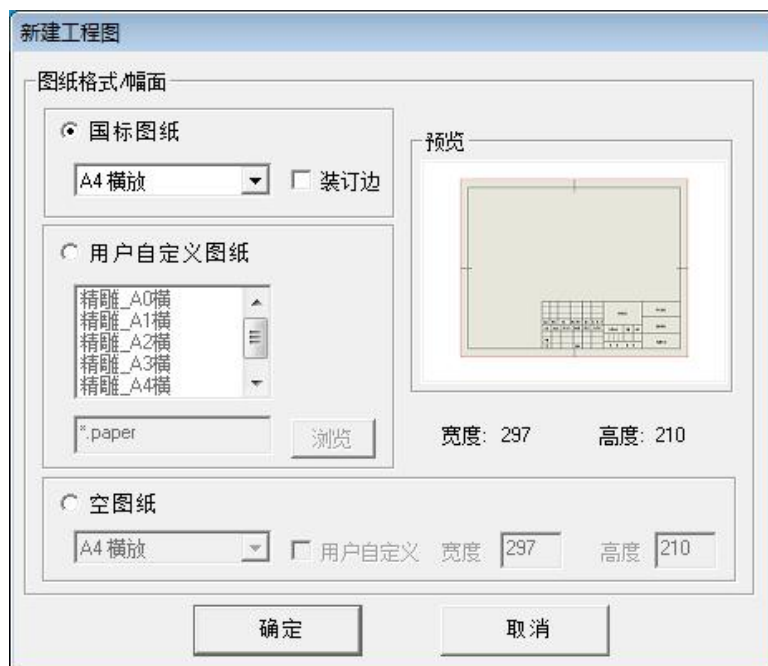 新建工程图
图纸格式/幅面
国标图纸
A4 横放
装订边
用户自定义图纸
精雕_A0横
精雕_A1横
精雕_A2横
精雕_A3横
精雕_A4横
*.paper
浏览
预览
宽度: 297
高度: 210
空图纸
A4 横放
用户自定义
宽度
297
高度
210
确定
取消